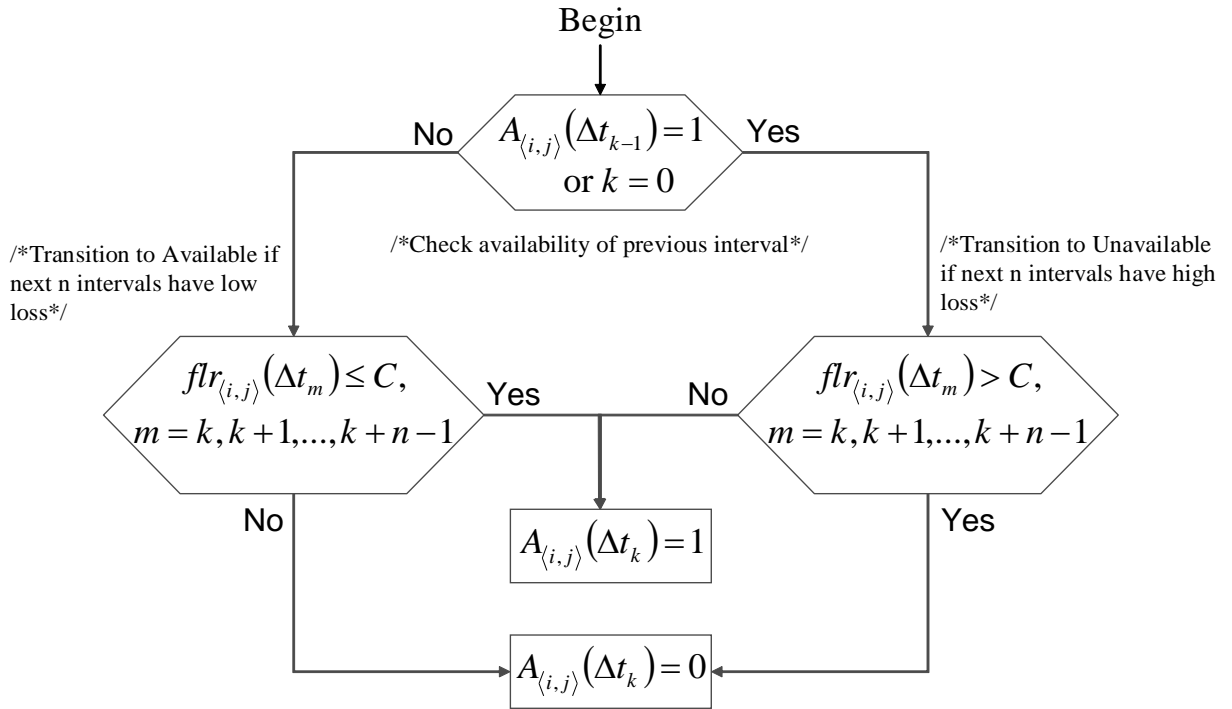 Begin
No
A⟨i,j⟩(Δt_{k−1}) = 1
or k = 0
Yes
/*Transition to Available if
next n intervals have low
loss*/
/*Check availability of previous interval*/
/*Transition to Unavailable
if next n intervals have high
loss*/
flr⟨i,j⟩(Δt_m) ≤ C,
m = k, k + 1,..., k + n − 1
Yes
No
flr⟨i,j⟩(Δt_m) > C,
m = k, k + 1,..., k + n − 1
No
Yes
A⟨i,j⟩(Δt_k) = 1
A⟨i,j⟩(Δt_k) = 0